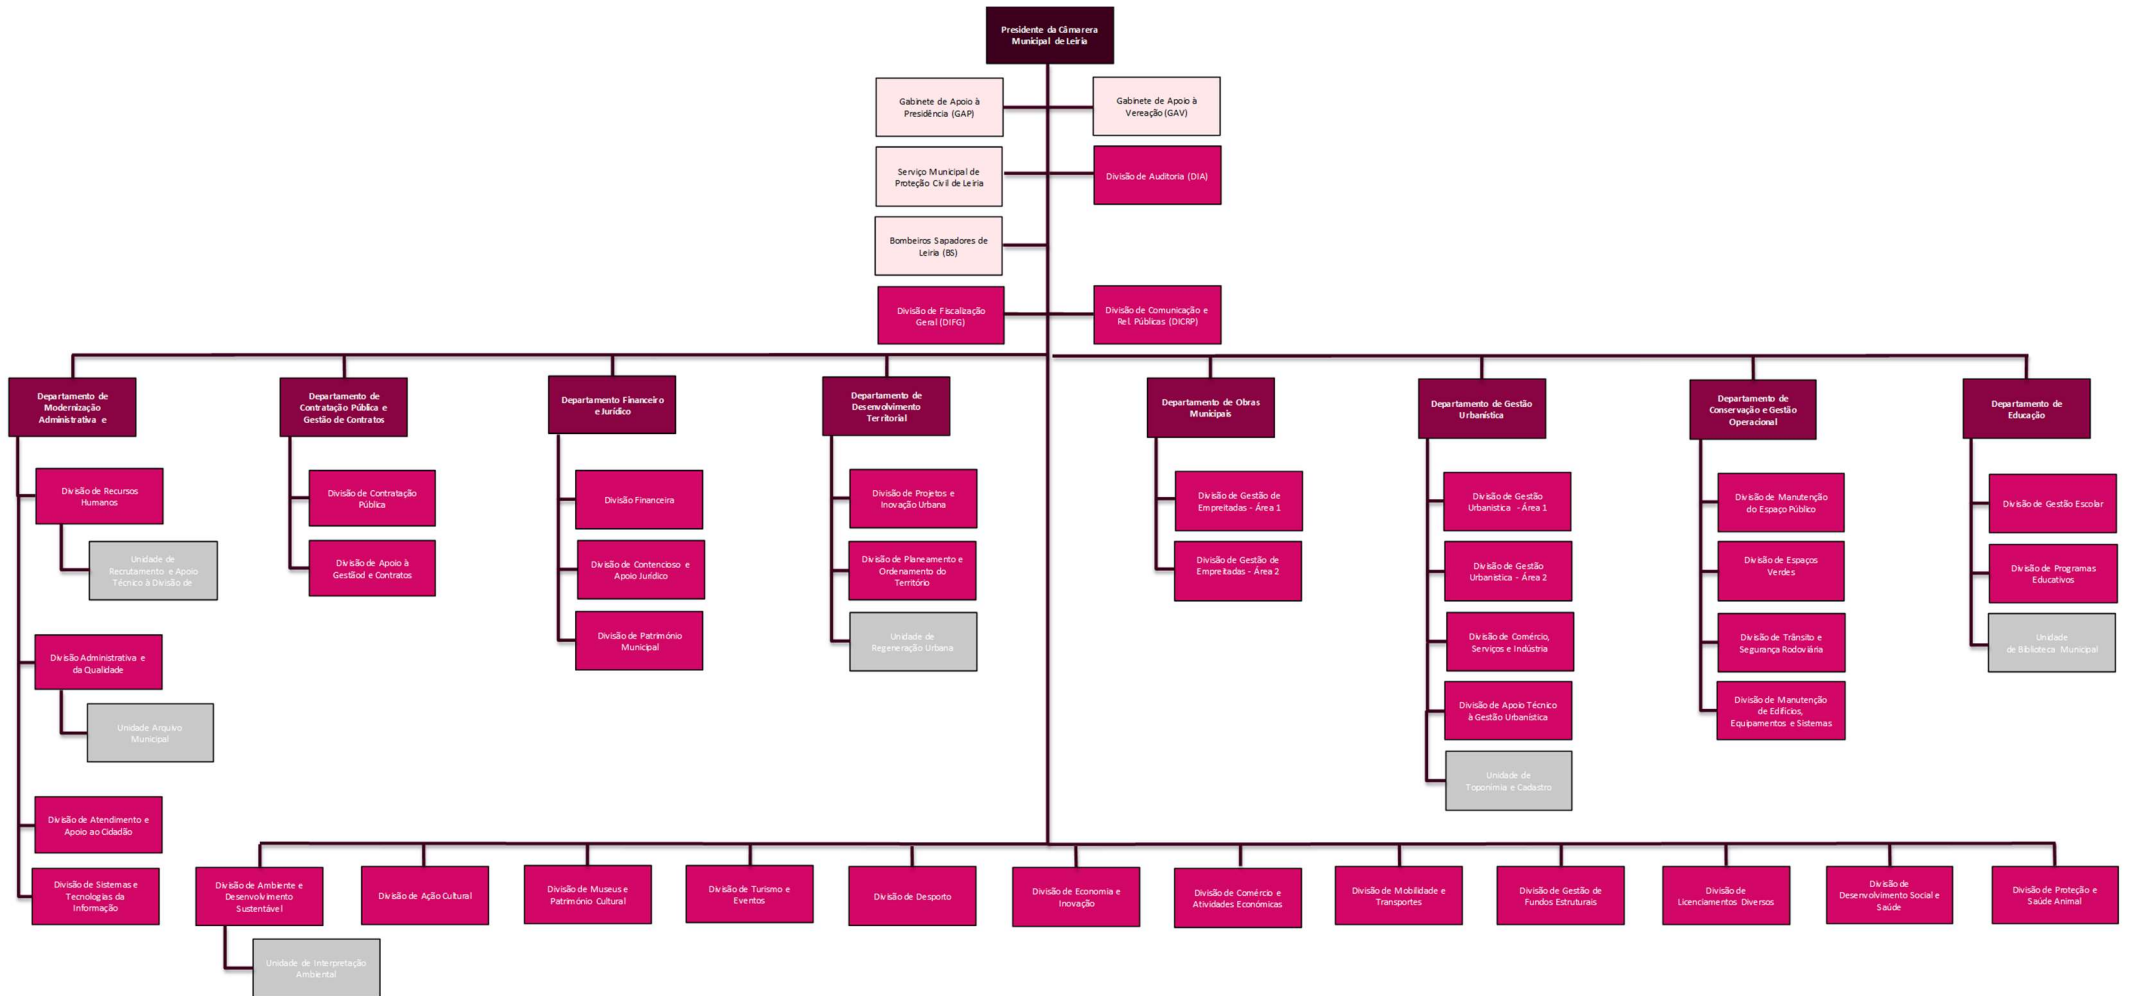 Presidente da Câmarera
Municipal de Leiria
Gabinete de Apoio à
Presidência (GAP)
Gabinete de Apoio à
Vereação (GAV)
Serviço Municipal de
Proteção Civil de Leiria
Divisão de Auditoria (DIA)
Bombeiros Sapadores de
Leiria (BS)
Divisão de Fiscalização
Geral (DIFG)
Divisão de Comunicação e
Rel. Públicas (DICRP)
Departamento de
Modernização
Administrativa e
Departamento de
Contratação Pública e
Gestão de Contratos
Departamento Financeiro
e Jurídico
Departamento de
Desenvolvimento
Territorial
Departamento de Obras
Municipais
Departamento de Gestão
Urbanística
Departamento de
Conservação e Gestão
Operacional
Departamento de
Educação
Divisão de Recursos
Humanos
Unidade de
Recrutamento e Apoio
Técnico à Divisão de
Divisão Administrativa e
da Qualidade
Unidade Arquivo
Municipal
Divisão de Atendimento e
Apoio ao Cidadão
Divisão de Sistemas e
Tecnologias da
Informação
Divisão de Contratação
Pública
Divisão de Apoio à
Gestãod e Contratos
Divisão Financeira
Divisão de Contencioso e
Apoio Jurídico
Divisão de Património
Municipal
Divisão de Projetos e
Inovação Urbana
Divisão de Planeamento e
Ordenamento do
Território
Unidade de
Regeneração Urbana
Divisão de Gestão de
Empreitadas - Área 1
Divisão de Gestão de
Empreitadas - Área 2
Divisão de Gestão
Urbanistica - Área 1
Divisão de Gestão
Urbanistica - Área 2
Divisão de Comércio,
Serviços e Indústria
Divisão de Apoio Técnico
à Gestão Urbanística
Unidade de
Toponímia e Cadastro
Divisão de Manutenção
do Espaço Público
Divisão de Espaços
Verdes
Divisão de Trânsito e
Segurança Rodoviária
Divisão de Manutenção
de Edifícios,
Equipamentos e Sistemas
Divisão de Gestão Escolar
Divisão de Programas
Educativos
Unidade
de Biblioteca Municipal
Divisão de Ambiente e
Desenvolvimento
Sustentável
Unidade de Interpretação
Ambiental
Divisão de Ação Cultural
Divisão de Museus e
Património Cultural
Divisão de Turismo e
Eventos
Divisão de Desporto
Divisão de Economia e
Inovação
Divisão de Comércio e
Atividades Económicas
Divisão de Mobilidade e
Transportes
Divisão de Gestão de
Fundos Estruturais
Divisão de
Licenciamentos Diversos
Divisão de
Desenvolvimento Social e
Saúde
Divisão de Proteção e
Saúde Animal